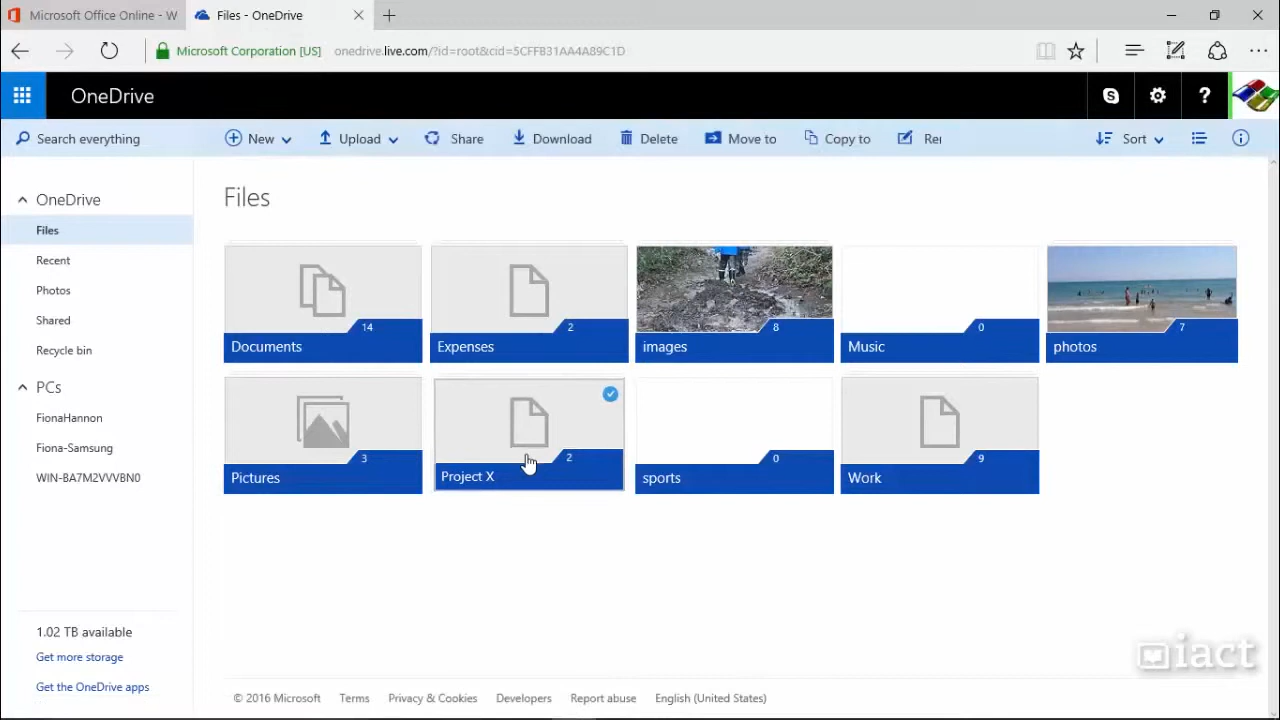 Microsoft Office Online - W
Files - OneDrive
Microsoft Corporation [US]
onedrive.live.com/?id=root&cid=5CFFB31AA4A89C1D
OneDrive
Search everything
New
Upload
Share
Download
Delete
Move to
Copy to
Rei
Sort
OneDrive
Files
Recent
Photos
Shared
Recycle bin
PCs
FionaHannon
Fiona-Samsung
WIN-BA7M2VVVBN0
1.02 TB available
Get more storage
Get the OneDrive apps
Files
14
Documents
2
Expenses
8
images
0
Music
7
photos
3
Pictures
2
Project X
0
sports
9
Work
iact
© 2016 Microsoft
Terms
Privacy & Cookies
Developers
Report abuse
English (United States)